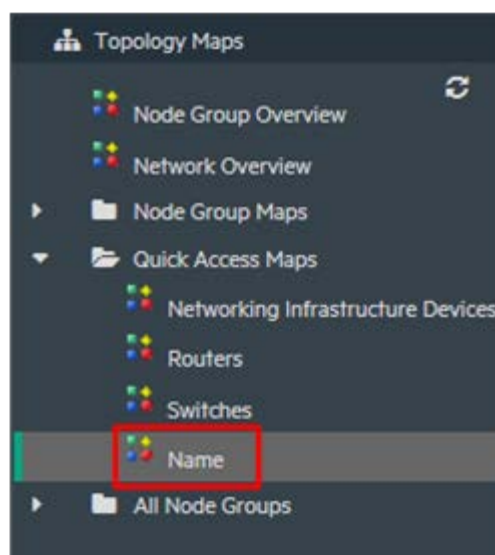 Topology Maps
Node Group Overview
Network Overview
Node Group Maps
Quick Access Maps
Networking Infrastructure Devices
Routers
Switches
Name
All Node Groups